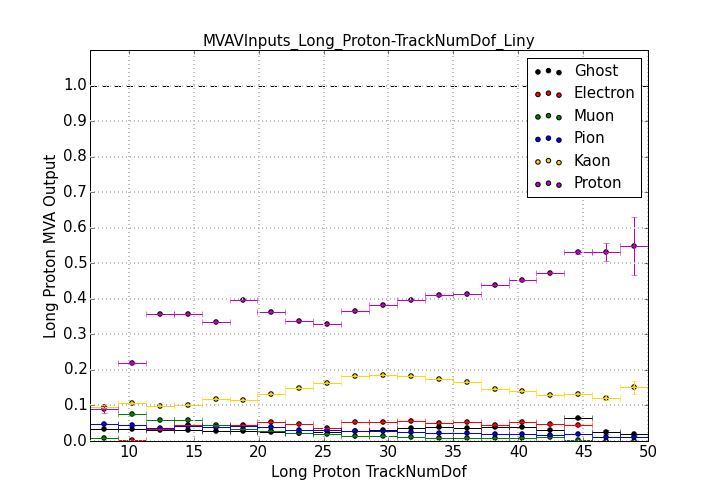 MVAVInputs_Long_Proton-TrackNumDof_Liny
Ghost
Electron
Muon
Pion
Kaon
Proton
1.0
0.9
0.8
0.7
0.6
0.5
0.4
0.3
0.2
0.1
0.0
Long Proton MVA Output
10 15 20 25 30 35 40 45 50
Long Proton TrackNumDof